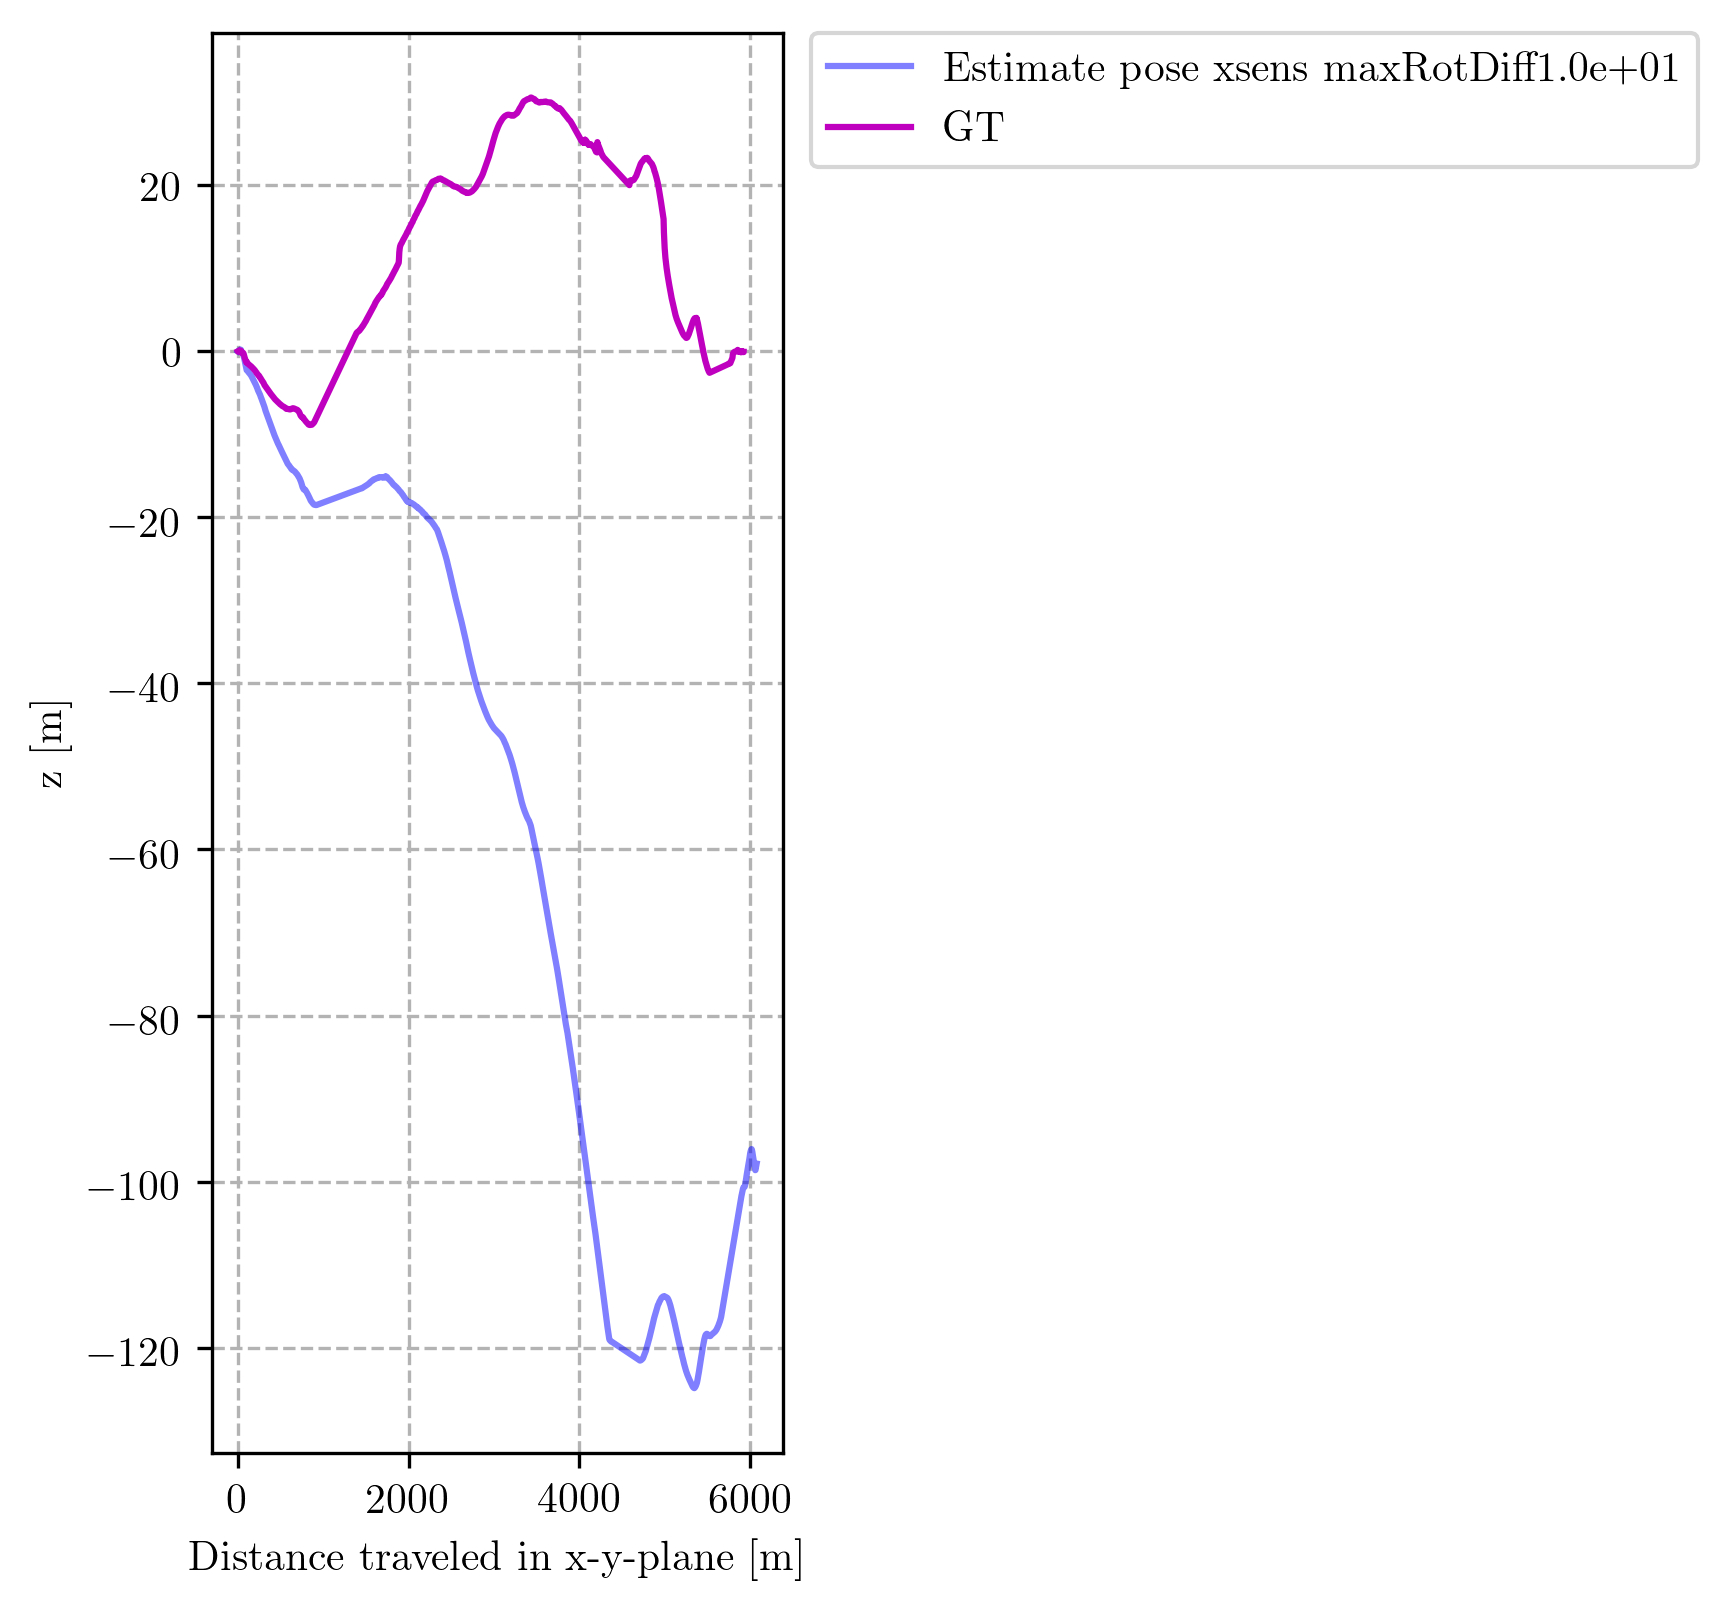 Estimate pose xsens maxRotDiff1.0e+01
GT
20
0
−20
−40
−60
−80
−100
−120
z [m]
0 2000 4000 6000
Distance traveled in x-y-plane [m]